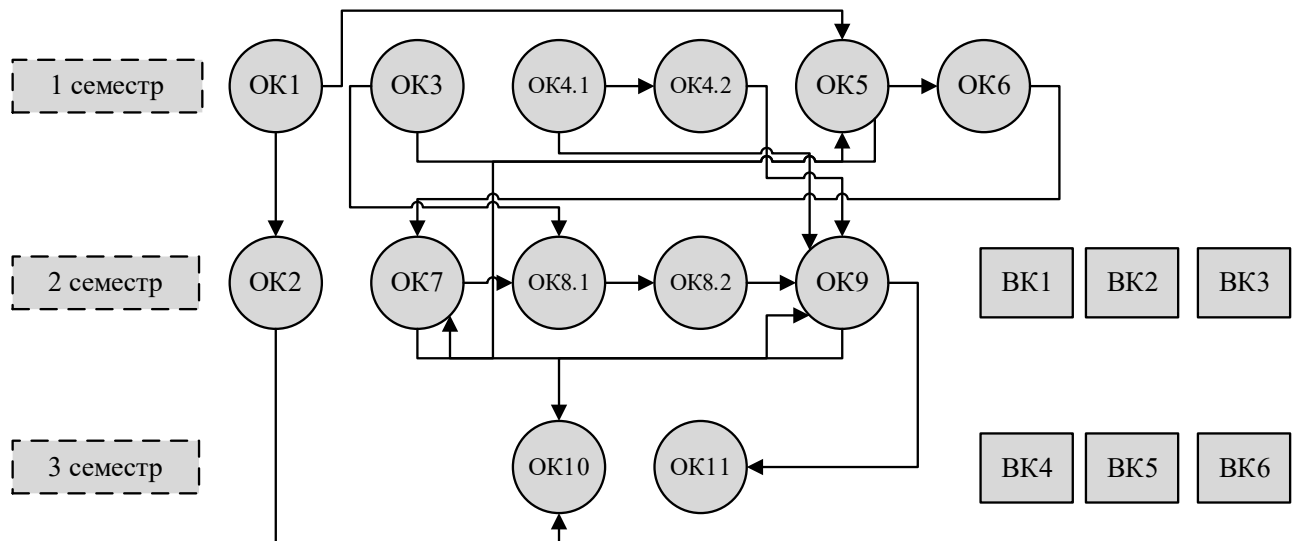 1 семестр
ОК1
ОК3
ОК4.1
ОК4.2
ОК5
ОК6
2 семестр
ОК2
ОК7
ОК8.1
ОК8.2
ОК9
ВК1
ВК2
ВК3
3 семестр
ОК10
ОК11
ВК4
ВК5
ВК6